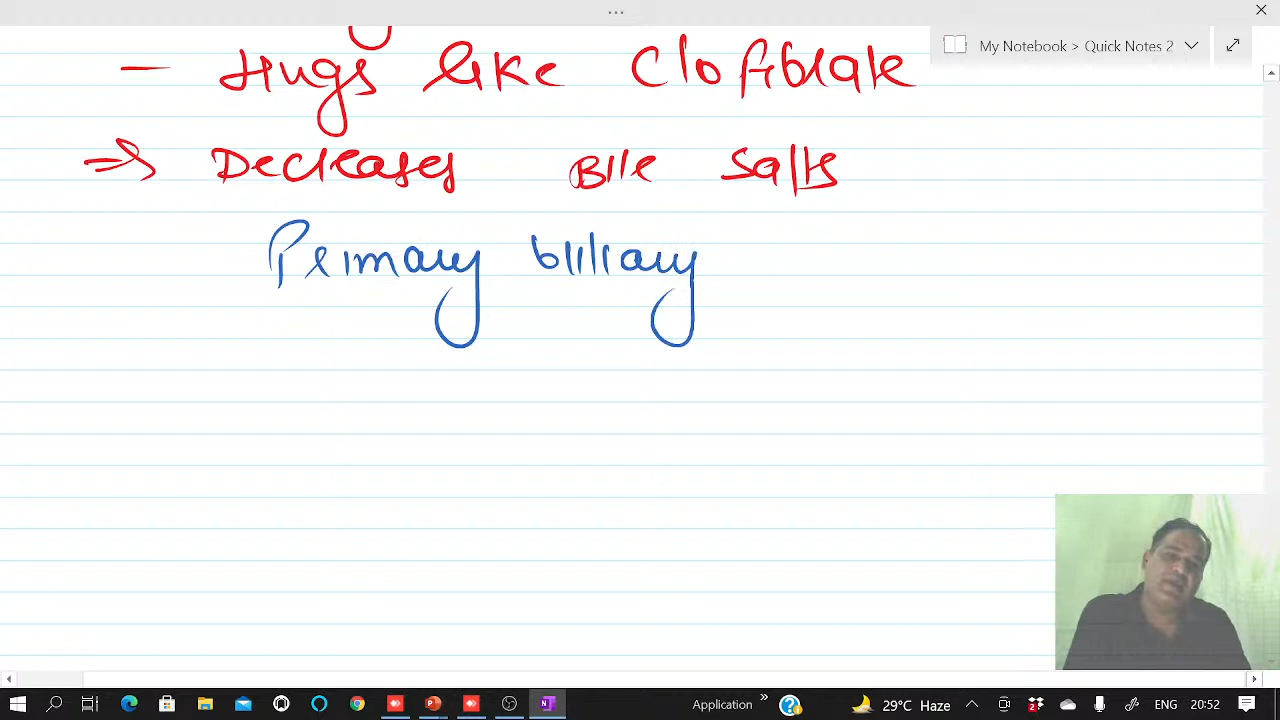 My Notebook > Quick Notes 2
- Drugs like Clofibrate
⇒ Decreases Bile salts
Primary biliary
Application
29°C Haze
ENG
20:52